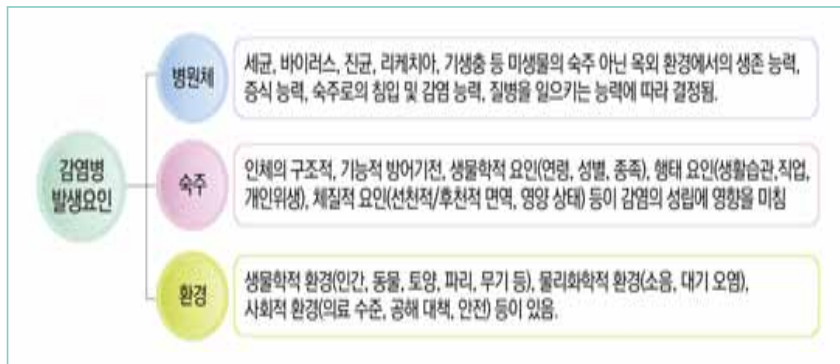 감염병
발생요인
병원체
세균, 바이러스, 진균, 리케치아, 기생충 등 미생물의 숙주 아닌 옥외 환경에서의 생존 능력,
증식 능력, 숙주로의 침입 및 감염 능력, 질병을 일으키는 능력에 따라 결정됨.
숙주
인체의 구조적, 기능적 방어기전, 생물학적 요인(연령, 성별, 종족), 행태 요인(생활습관,직업,
개인위생), 체질적 요인(선천적/후천적 면역, 영양 상태) 등이 감염의 성립에 영향을 미침
환경
생물학적 환경(인간, 동물, 토양, 파리, 무기 등), 물리화학적 환경(소음, 대기 오염),
사회적 환경(의료 수준, 공해 대책, 안전) 등이 있음.